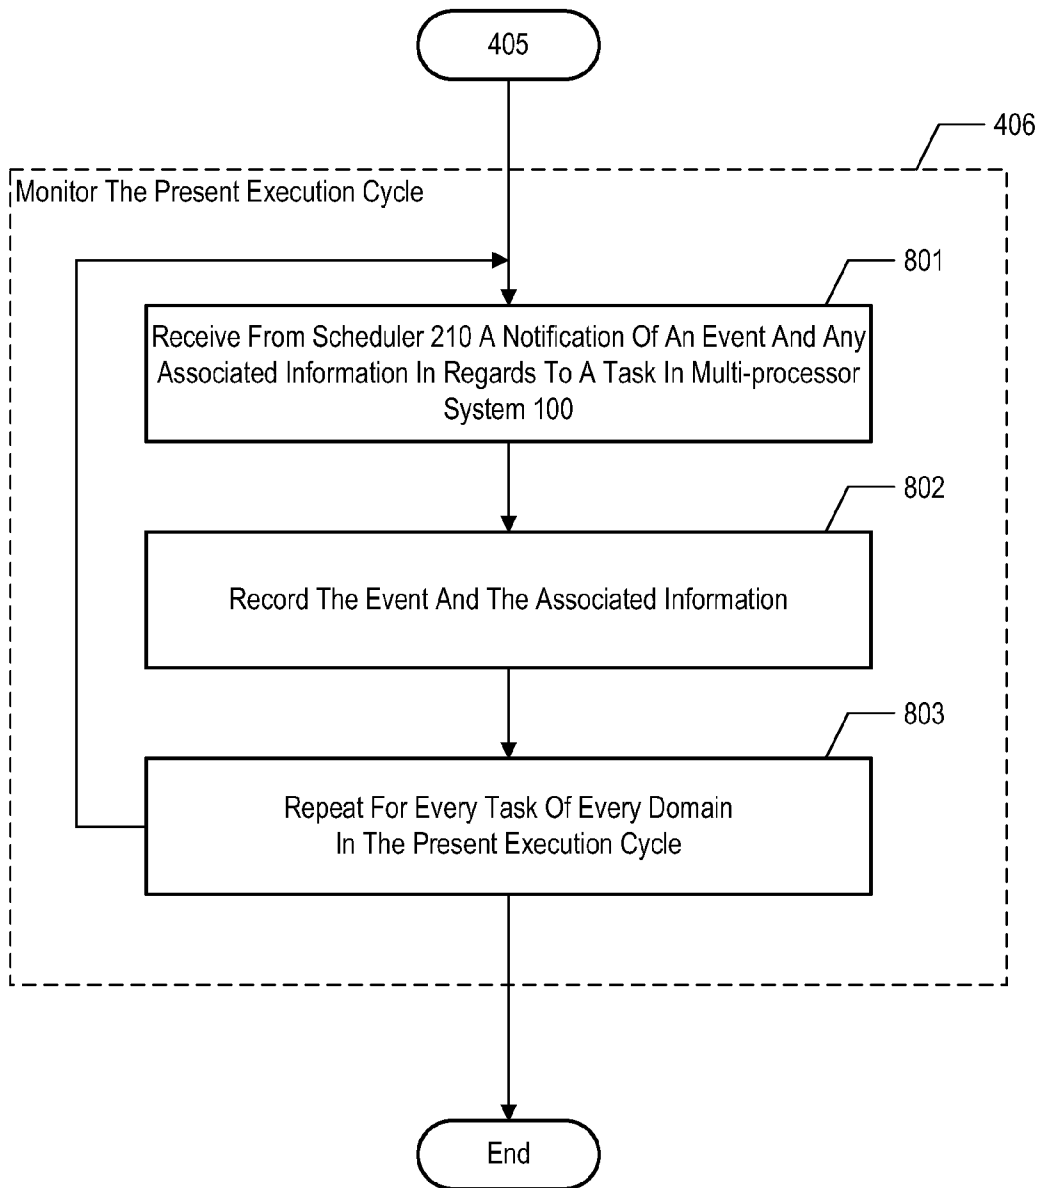 405
406
Monitor The Present Execution Cycle
801
Receive From Scheduler 210 A Notification Of An Event And Any
Associated Information In Regards To A Task In Multi-processor
System 100
802
Record The Event And The Associated Information
803
Repeat For Every Task Of Every Domain
In The Present Execution Cycle
End